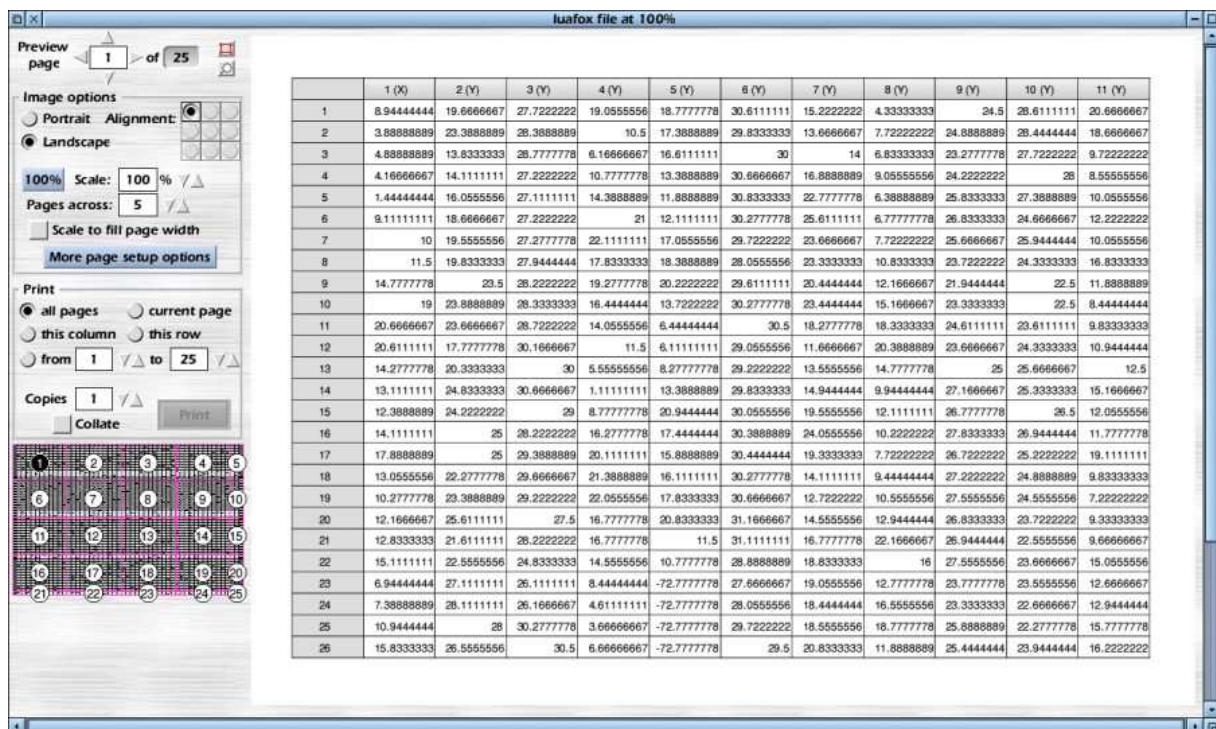 luafox file at 100%
Preview page 1 of 25
Image options
Portrait Alignment:
Landscape
100% Scale: 100 %
Pages across: 5
Scale to fill page width
More page setup options
Print
all pages current page
this column this row
from 1 to 25
Copies 1
Collate
Print
1 2 3 4 5
6 7 8 9 10
11 12 13 14 15
16 17 18 19 20
21 22 23 24 25
1 (X) 2 (Y) 3 (Y) 4 (Y) 5 (Y) 6 (Y) 7 (Y) 8 (Y) 9 (Y) 10 (Y) 11 (Y)
1 8.94444444 19.6666667 27.7222222 19.0555556 18.7777778 30.6111111 15.2222222 4.33333333 24.5 28.6111111 20.6666667
2 3.88888889 23.3888889 28.3888889 10.5 17.3888889 29.8333333 13.6666667 7.72222222 24.8888889 28.4444444 18.6666667
3 4.88888889 13.8333333 28.7777778 6.16666667 16.6111111 30 14 6.83333333 23.2777778 27.7222222 9.72222222
4 4.16666667 14.1111111 27.2222222 10.7777778 13.3888889 30.6666667 16.8888889 9.05555556 24.2222222 28 8.55555556
5 1.44444444 16.0555556 27.1111111 14.3888889 11.8888889 30.8333333 22.7777778 6.38888889 25.8333333 27.3888889 10.0555556
6 9.11111111 18.6666667 27.2222222 21 12.1111111 30.2777778 25.6111111 6.77777778 26.8333333 24.6666667 12.2222222
7 10 19.5555556 27.2777778 22.1111111 17.0555556 29.7222222 23.6666667 7.72222222 25.6666667 25.9444444 10.0555556
8 11.5 19.8333333 27.9444444 17.8333333 18.3888889 28.0555556 23.3333333 10.8333333 23.7222222 24.3333333 16.8333333
9 14.7777778 23.5 28.2222222 19.2777778 20.2222222 29.6111111 20.4444444 12.1666667 21.9444444 22.5 11.8888889
10 19 23.8888889 28.3333333 16.4444444 13.7222222 30.2777778 23.4444444 15.1666667 23.3333333 22.5 8.44444444
11 20.6666667 23.6666667 28.7222222 14.0555556 6.44444444 30.5 18.2777778 18.3333333 24.6111111 23.6111111 9.83333333
12 20.6111111 17.7777778 30.1666667 11.5 6.11111111 29.0555556 11.6666667 20.3888889 23.6666667 24.3333333 10.9444444
13 14.2777778 20.3333333 30 5.55555556 8.27777778 29.2222222 13.5555556 14.7777778 25 25.6666667 12.5
14 13.1111111 24.8333333 30.6666667 1.11111111 13.3888889 29.8333333 14.9444444 9.94444444 27.1666667 25.3333333 15.1666667
15 12.3888889 24.2222222 29 8.77777778 20.9444444 30.0555556 19.5555556 12.1111111 26.7777778 26.5 12.0555556
16 14.1111111 25 28.2222222 16.2777778 17.4444444 30.3888889 24.0555556 10.2222222 27.8333333 26.9444444 11.7777778
17 17.8888889 25 29.3888889 20.1111111 15.8888889 30.4444444 19.3333333 7.72222222 26.7222222 25.2222222 19.1111111
18 13.0555556 22.2777778 29.6666667 21.3888889 16.1111111 30.2777778 14.1111111 9.44444444 27.2222222 24.8888889 9.83333333
19 10.2777778 23.3888889 29.2222222 22.0555556 17.8333333 30.6666667 12.7222222 10.5555556 27.5555556 24.5555556 7.22222222
20 12.1666667 25.6111111 27.5 16.7777778 20.8333333 31.1666667 14.5555556 12.9444444 26.8333333 23.7222222 9.33333333
21 12.8333333 21.6111111 28.2222222 16.7777778 11.5 31.1111111 16.7777778 22.1666667 26.9444444 22.5555556 9.66666667
22 15.1111111 22.5555556 24.8333333 14.5555556 10.7777778 28.8888889 18.8333333 16 27.5555556 23.6666667 15.0555556
23 6.94444444 27.1111111 26.1111111 8.44444444 -72.7777778 27.6666667 19.0555556 12.7777778 23.7777778 23.5555556 12.6666667
24 7.38888889 28.1111111 26.1666667 4.61111111 -72.7777778 28.0555556 18.4444444 16.5555556 23.3333333 22.6666667 12.9444444
25 10.9444444 28 30.2777778 3.66666667 -72.7777778 29.7222222 18.5555556 18.7777778 25.8888889 22.2777778 15.7777778
26 15.8333333 26.5555556 30.5 6.66666667 -72.7777778 29.5 20.8333333 11.8888889 25.4444444 23.9444444 16.2222222